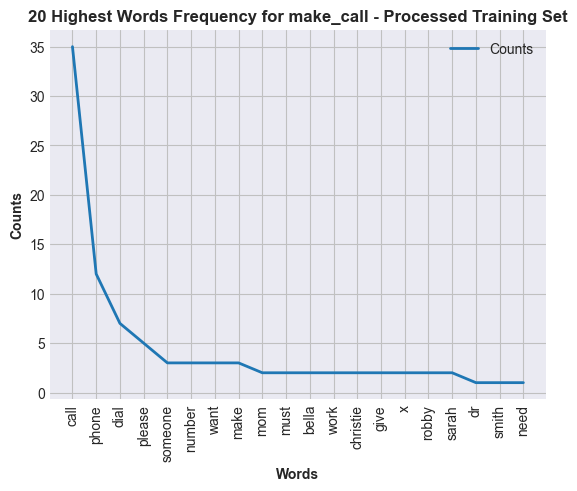 20 Highest Words Frequency for make_call - Processed Training Set
Counts
35
30
25
20
15
10
5
0
Counts
call
phone
dial
please
someone
number
want
make
mom
must
bella
work
christie
give
x
robby
sarah
dr
smith
need
Words